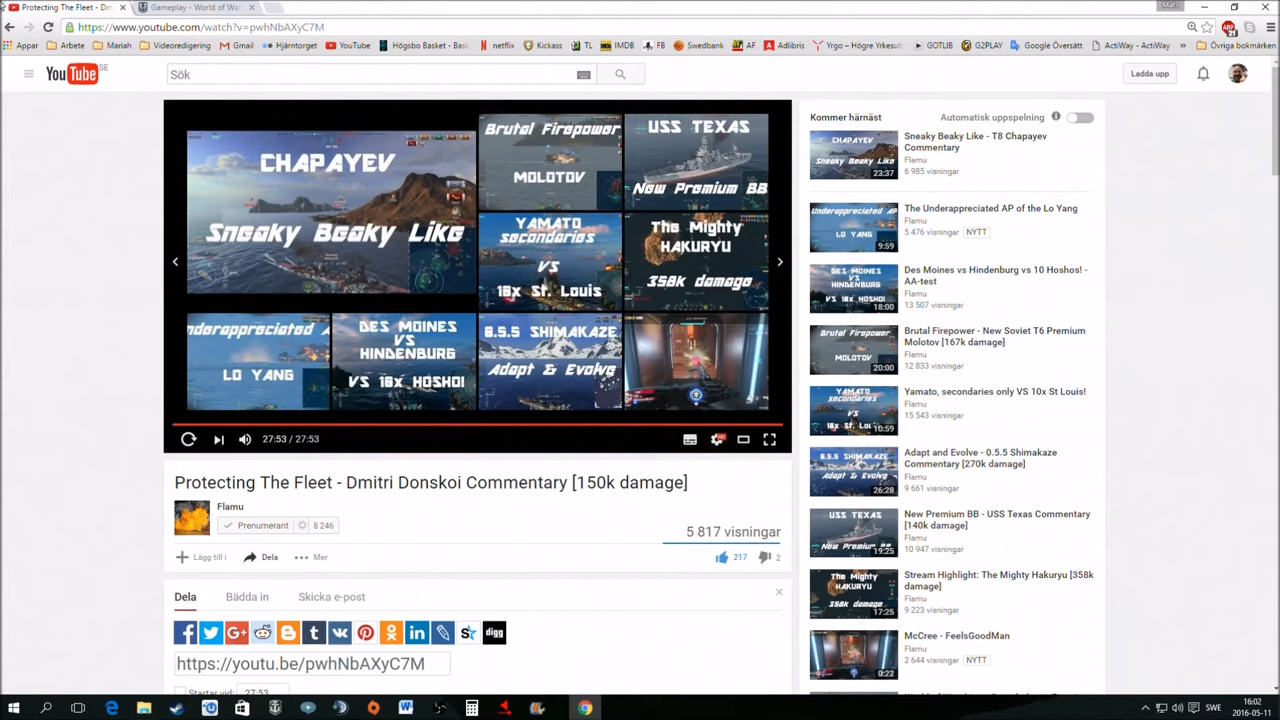 Protecting The Fleet - Dm
Gameplay - World of War
Mats
https://www.youtube.com/watch?v=pwhNbAXyC7M
Appar
Arbete
Mariah
Videoredigering
Gmail
Hjärntorget
YouTube
Högsbo Basket - Bask
netflix
Kickass
TL
IMDB
FB
Swedbank
AF
Adlibris
Yrgo – Högre Yrkesut
GOTLIB
G2PLAY
Google Översätt
ActiWay - ActiWay
Övriga bokmärken
YouTube SE
Sök
Ladda upp
CHAPAYEV
Sneaky Beaky Like
Brutal Firepower
MOLOTOV
USS TEXAS
New Premium BB
YAMATO
secondaries
VS
10x St. Louis
The Mighty
HAKURYU
358k damage
Underappreciated A
LO YANG
DES MOINES
VS
HINDENBURG
VS 10x HOSHO!
0.5.5 SHIMAKAZE
Adapt & Evolve
27:53 / 27:53
Protecting The Fleet - Dmitri Donskoi Commentary [150k damage]
Flamu
Prenumerant 8 246
5 817 visningar
Lägg till i
Dela
Mer
217
2
Dela
Bädda in
Skicka e-post
digg
https://youtu.be/pwhNbAXyC7M
Startar vid: 27:53
Kommer härnäst
Automatisk uppspelning
Sneaky Beaky Like - T8 Chapayev
Commentary
Flamu
6 985 visningar
23:37
The Underappreciated AP of the Lo Yang
Flamu
5 476 visningar NYTT
9:59
Des Moines vs Hindenburg vs 10 Hoshos! -
AA-test
Flamu
13 507 visningar
18:00
Brutal Firepower - New Soviet T6 Premium
Molotov [167k damage]
Flamu
12 833 visningar
20:00
Yamato, secondaries only VS 10x St Louis!
Flamu
15 543 visningar
10:59
Adapt and Evolve - 0.5.5 Shimakaze
Commentary [270k damage]
Flamu
9 661 visningar
26:28
New Premium BB - USS Texas Commentary
[140k damage]
Flamu
10 947 visningar
19:25
Stream Highlight: The Mighty Hakuryu [358k
damage]
Flamu
9 223 visningar
17:25
McCree - FeelsGoodMan
Flamu
2 644 visningar NYTT
0:22
SWE
16:02
2016-05-11